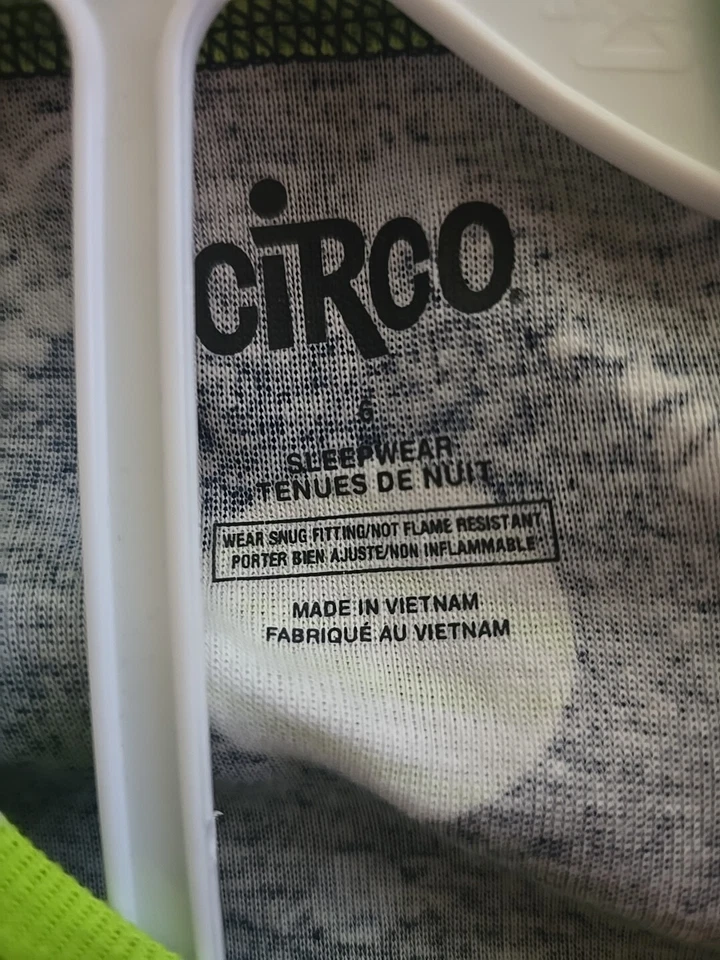 CiRCO
6
SLEEPWEAR
TENUES DE NUIT
WEAR SNUG FITTING/NOT FLAME RESISTANT
PORTER BIEN AJUSTE/NON INFLAMMABLE
MADE IN VIETNAM
FABRIQUÉ AU VIETNAM